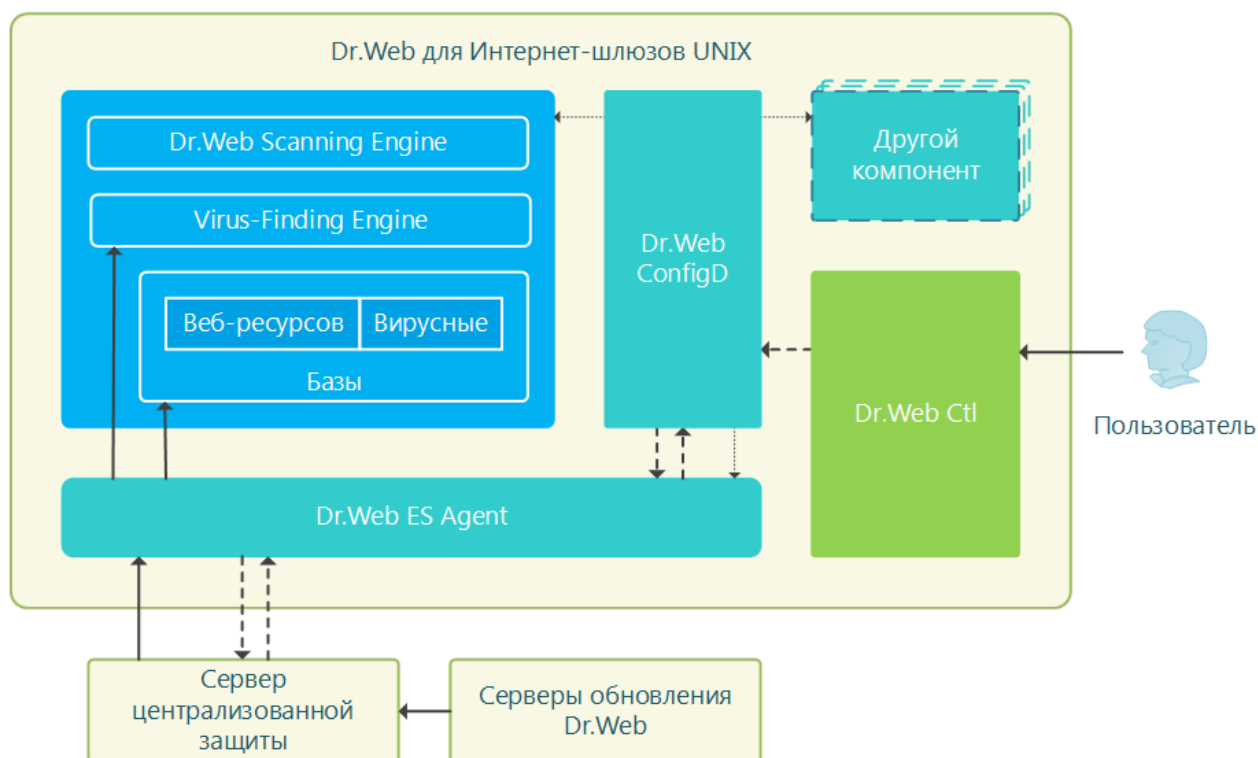 Dr.Web для Интернет-шлюзов UNIX
Dr.Web Scanning Engine
Virus-Finding Engine
Веб-ресурсов
Вирусные
Базы
Dr.Web
ConfigD
Другой
компонент
Dr.Web Ctl
Пользователь
Dr.Web ES Agent
Сервер
централизованной
защиты
Серверы обновления
Dr.Web